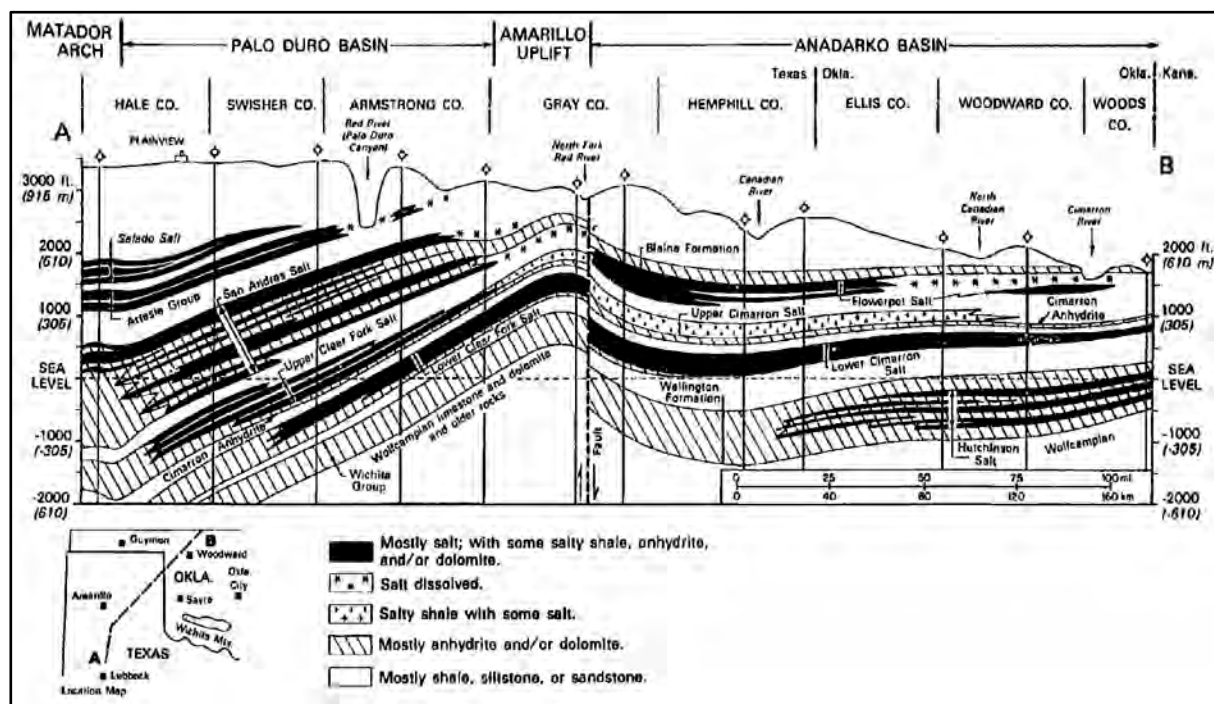 MATADOR
ARCH
PALO DURO BASIN
AMARILLO
UPLIFT
ANADARKO BASIN
Texas
Okla.
Okla.
Kans.
HALE CO.
SWISHER CO.
ARMSTRONG CO.
GRAY CO.
HEMPHILL CO.
ELLIS CO.
WOODWARD CO.
WOODS
CO.
A
PLAINVIEW
Red River
(Palo Duro
Canyon)
North Fork
Red River
Canadian
River
North
Canadian
River
Cimarron
River
B
3000 ft.
(915 m)
2000
(610)
1000
(305)
SEA
LEVEL
-1000
(-305)
-2000
(610)
2000 ft.
(610 m)
1000
(305)
SEA
LEVEL
-1000
(-305)
-2000
(-610)
Salado Salt
Artesia Group
San Andres Salt
Upper Clear Fork Salt
Lower Clear Fork Salt
Cimarron Anhydrite
Wichita
Group
Wolfcampian limestone and dolomite
and older rocks
Fault
Blaine Formation
Flowerpot Salt
Upper Cimarron Salt
Cimarron
Anhydrite
Lower Cimarron
Salt
Wellington
Formation
Hutchinson
Salt
Wolfcampian
0 25 50 75 100 mi.
0 40 80 120 160 km
Guymon
B
Woodward
OKLA.
Okla.
City
Amarillo
Sayre
Wichita Mts.
TEXAS
A
Lubbock
Location Map
Mostly salt; with some salty shale, anhydrite,
and/or dolomite.
Salt dissolved.
Salty shale with some salt.
Mostly anhydrite and/or dolomite.
Mostly shale, siltstone, or sandstone.